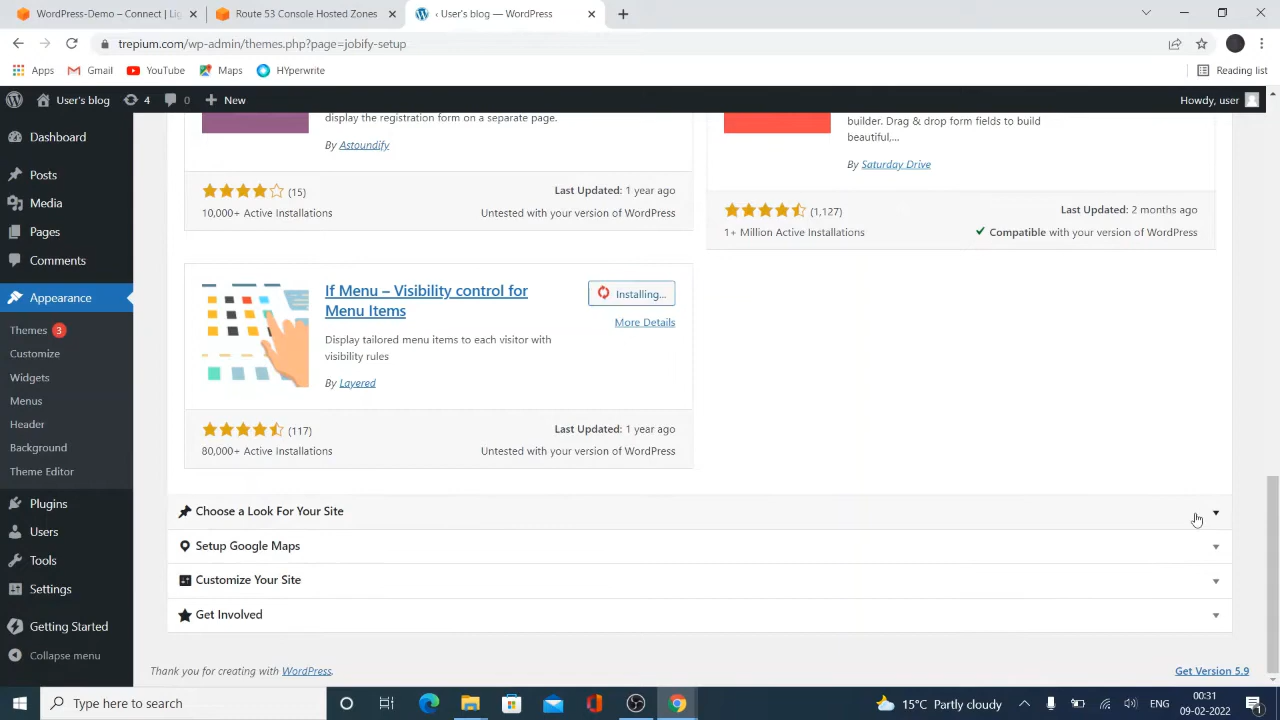 WordPress-Demo - Connect | Lig
Route 53 Console Hosted Zones
‹ User's blog — WordPress
trepium.com/wp-admin/themes.php?page=jobify-setup
Apps
Gmail
YouTube
Maps
HYperwrite
Reading list
User's blog
4
0
New
Howdy, user
Dashboard
Posts
Media
Pages
Comments
Appearance
Themes 3
Customize
Widgets
Menus
Header
Background
Theme Editor
Plugins
Users
Tools
Settings
Getting Started
Collapse menu
display the registration form on a separate page.
By Astoundify
(15)
Last Updated: 1 year ago
10,000+ Active Installations
Untested with your version of WordPress
builder. Drag & drop form fields to build
beautiful,...
By Saturday Drive
(1,127)
Last Updated: 2 months ago
1+ Million Active Installations
Compatible with your version of WordPress
If Menu – Visibility control for
Menu Items
Installing...
More Details
Display tailored menu items to each visitor with
visibility rules
By Layered
(117)
Last Updated: 1 year ago
80,000+ Active Installations
Untested with your version of WordPress
Choose a Look For Your Site
Setup Google Maps
Customize Your Site
Get Involved
Thank you for creating with WordPress.
Get Version 5.9
Type here to search
15°C Partly cloudy
ENG
00:31
09-02-2022
1